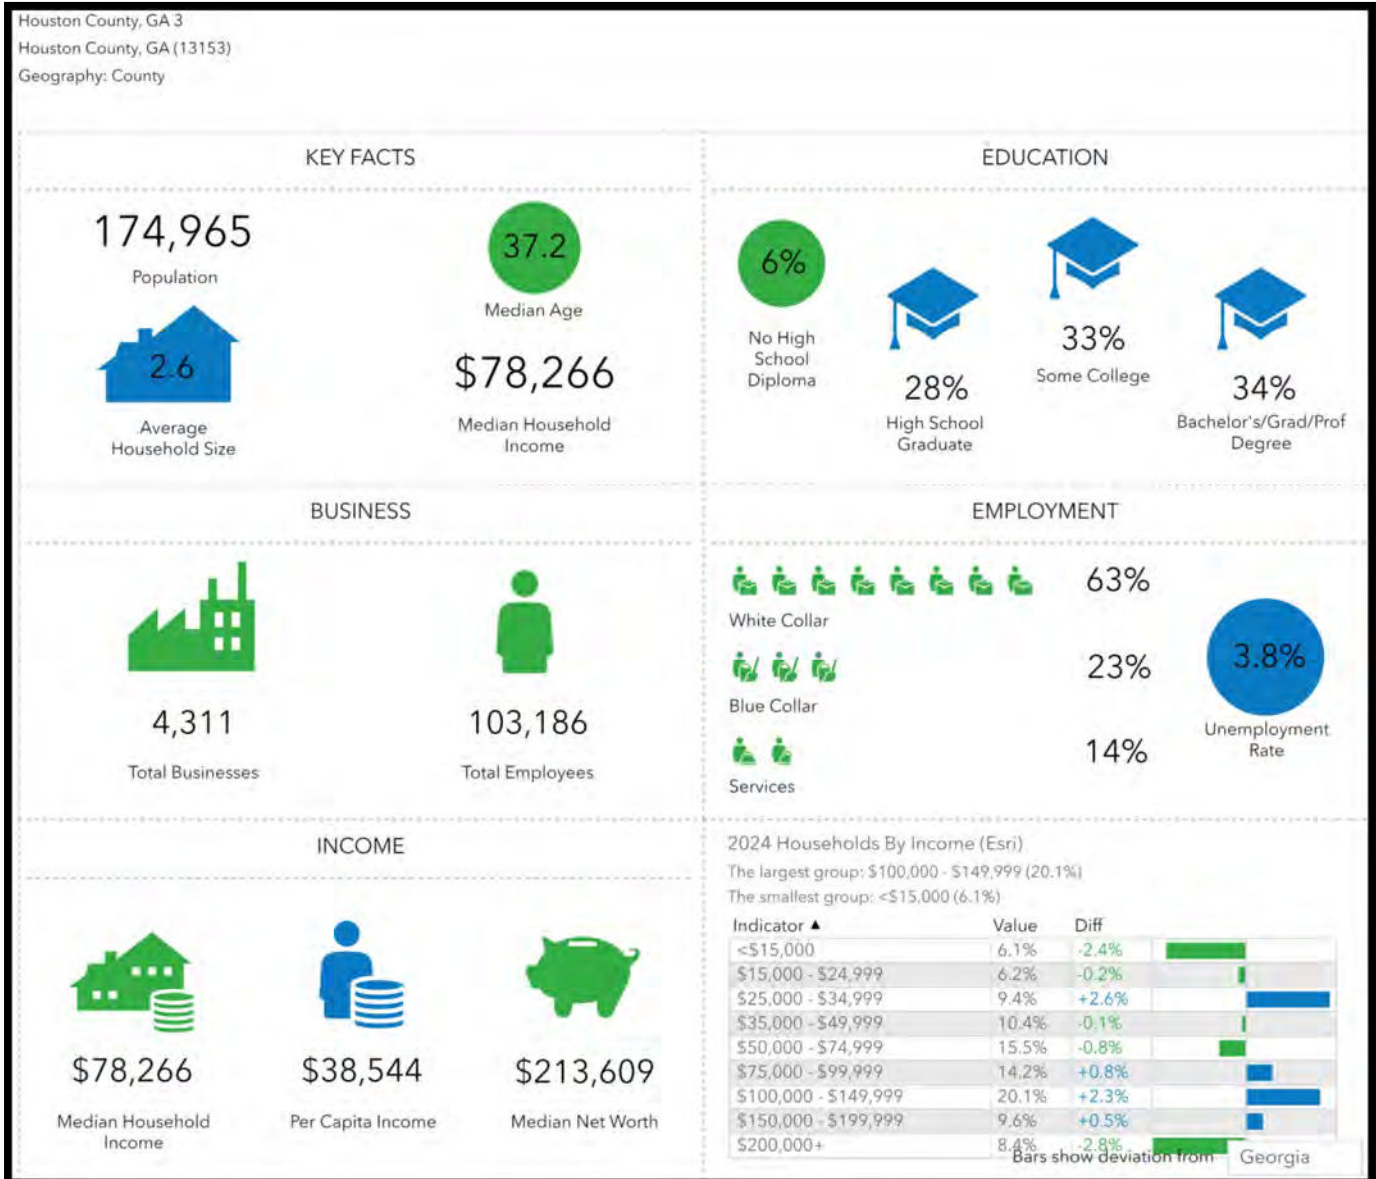 Houston County, GA 3
Houston County, GA (13153)
Geography: County
KEY FACTS
174,965
Population
37.2
Median Age
2.6
Average
Household Size
$78,266
Median Household
Income
EDUCATION
6%
No High
School
Diploma
28%
High School
Graduate
33%
Some College
34%
Bachelor's/Grad/Prof
Degree
BUSINESS
4,311
Total Businesses
103,186
Total Employees
EMPLOYMENT
63%
White Collar
23%
Blue Collar
14%
Services
3.8%
Unemployment
Rate
INCOME
$78,266
Median Household
Income
$38,544
Per Capita Income
$213,609
Median Net Worth
2024 Households By Income (Esri)
The largest group: $100,000 - $149,999 (20.1%)
The smallest group: <$15,000 (6.1%)
Indicator ▲ Value Diff
<$15,000 6.1% -2.4%
$15,000 - $24,999 6.2% -0.2%
$25,000 - $34,999 9.4% +2.6%
$35,000 - $49,999 10.4% -0.1%
$50,000 - $74,999 15.5% -0.8%
$75,000 - $99,999 14.2% +0.8%
$100,000 - $149,999 20.1% +2.3%
$150,000 - $199,999 9.6% +0.5%
$200,000+ 8.4% -2.8%
Bars show deviation from Georgia